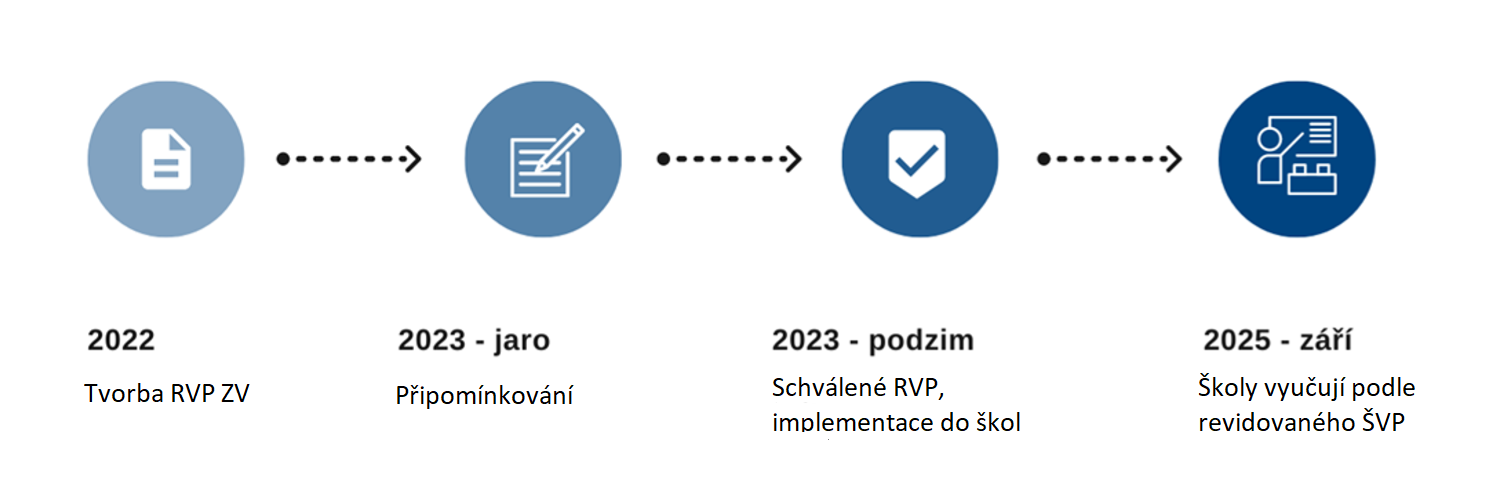 2022
Tvorba RVP ZV
2023 - jaro
Připomínkování
2023 - podzim
Schválené RVP,
implementace do škol
2025 - září
Školy vyučují podle
revidovaného ŠVP